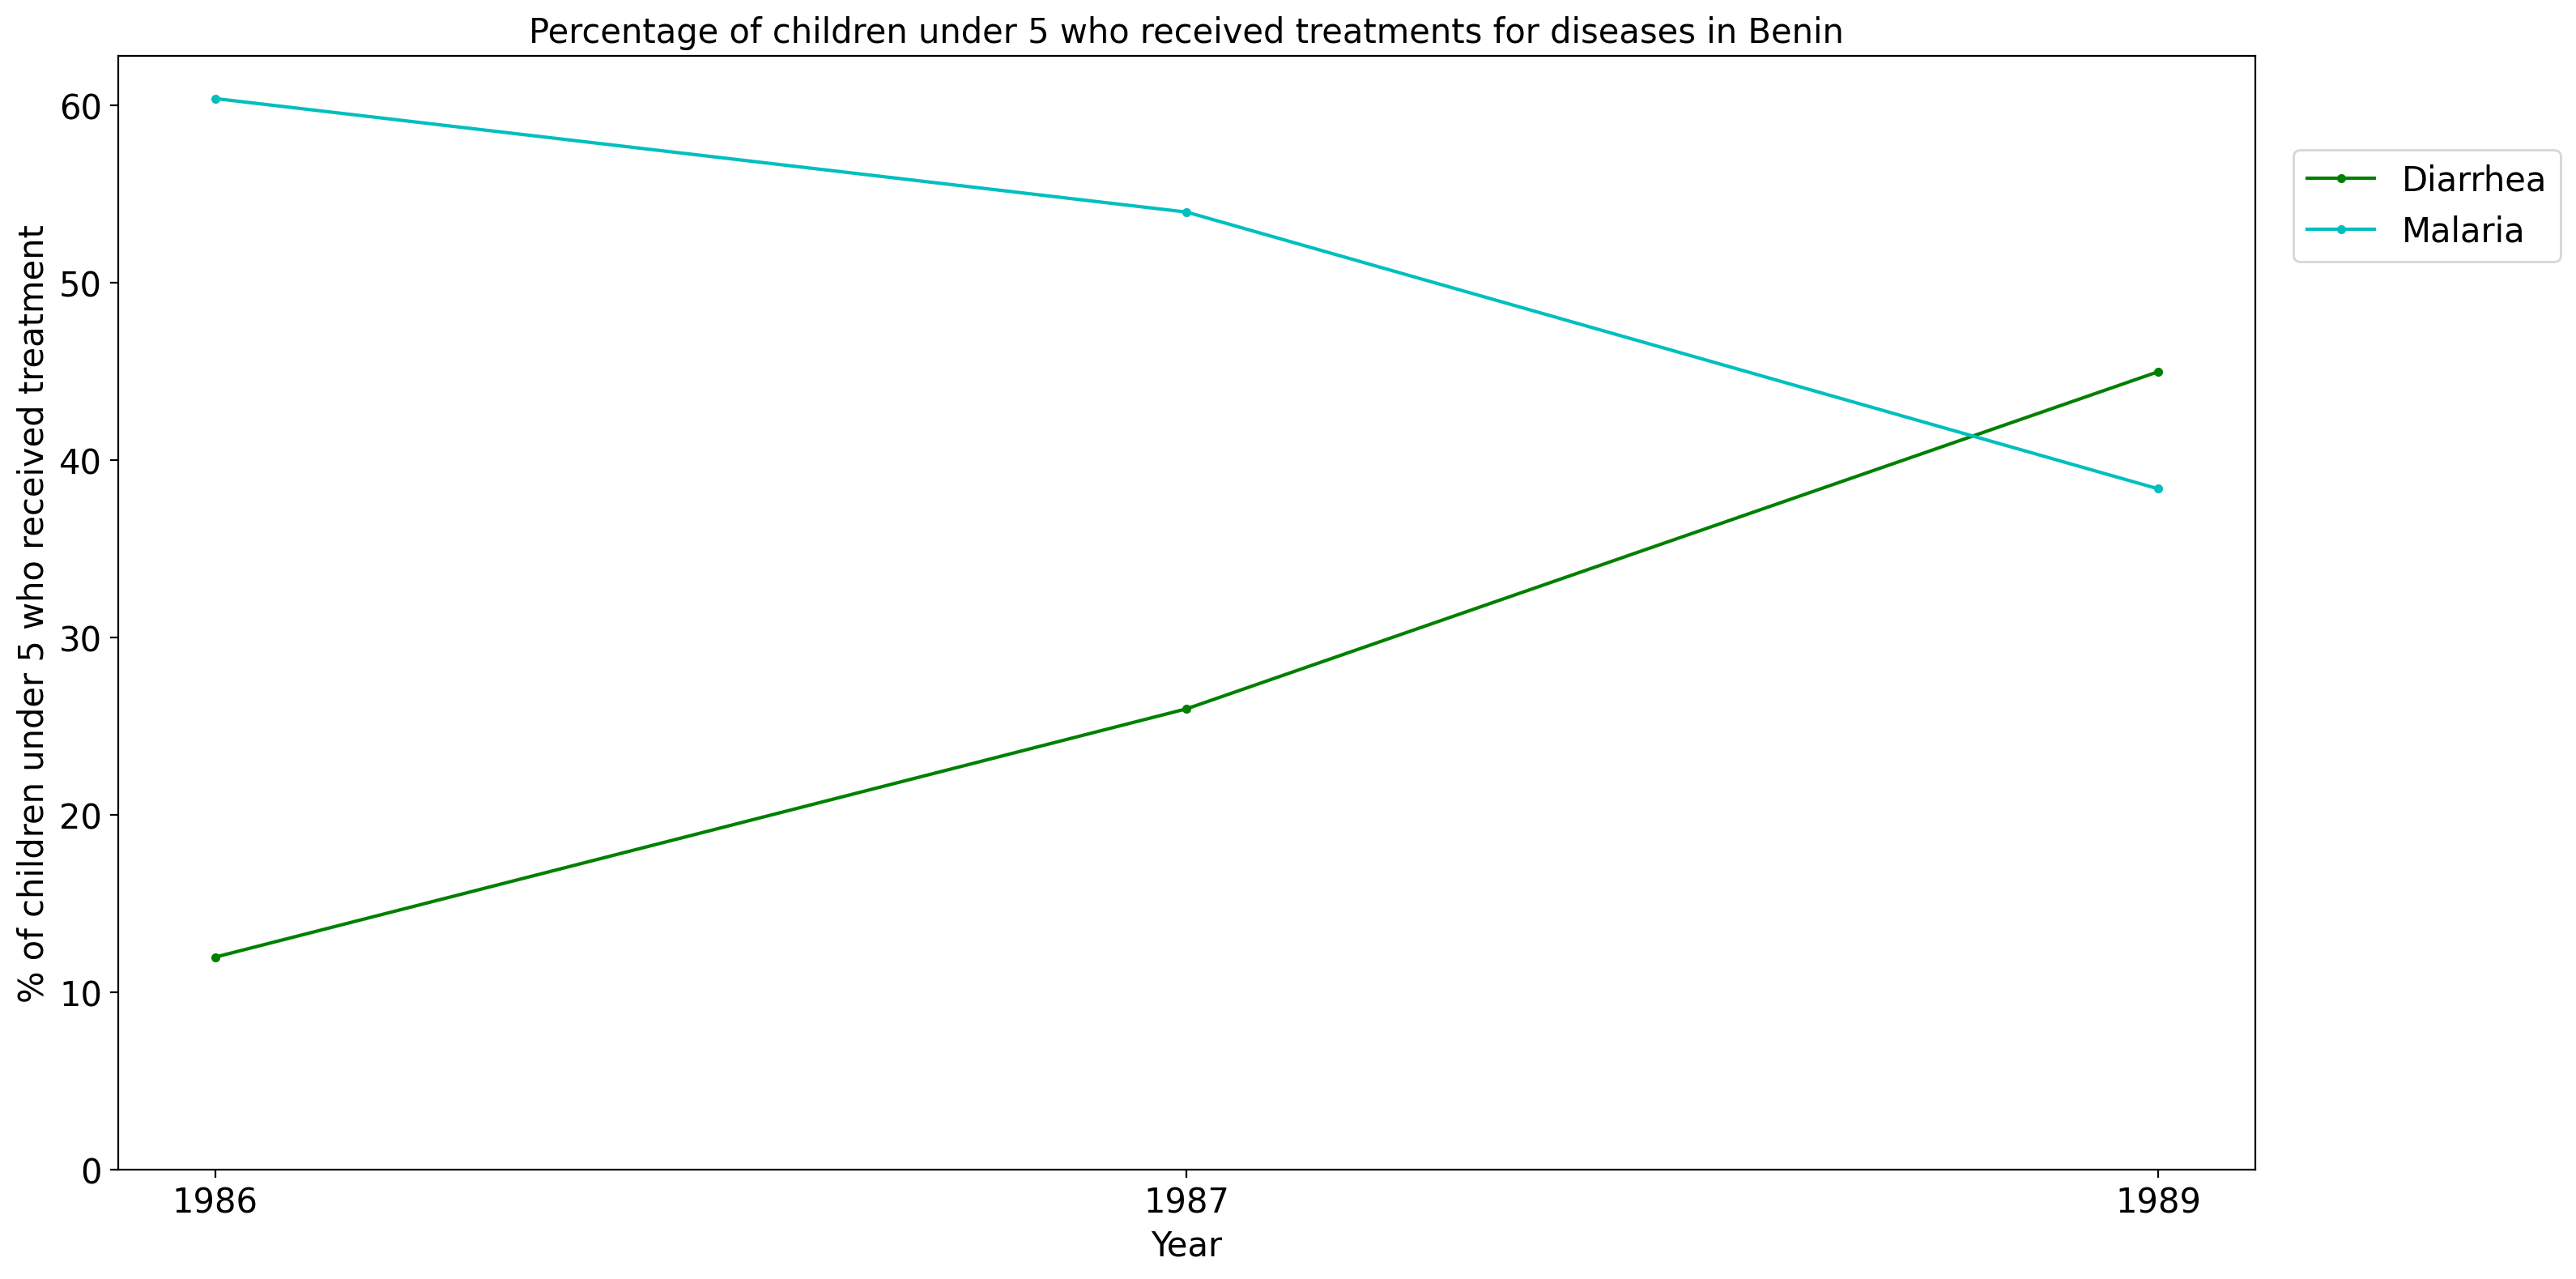 Percentage of children under 5 who received treatments for diseases in Benin
% of children under 5 who received treatment
60
50
40
30
20
10
0
1986
1987
1989
Year
Diarrhea
Malaria